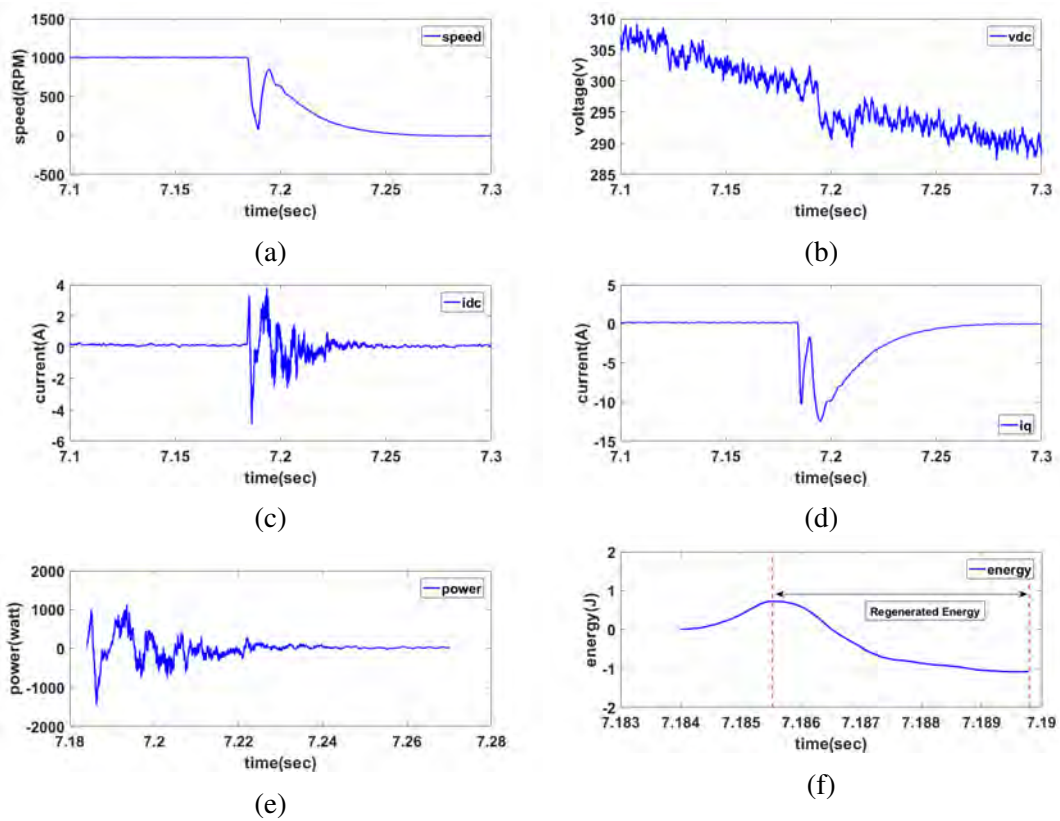 1500
1000
500
0
-500
speed(RPM)
speed
7.1
7.15
7.2
7.25
7.3
time(sec)
(a)
310
305
300
295
290
285
voltage(v)
vdc
7.1
7.15
7.2
7.25
7.3
time(sec)
(b)
4
2
0
-2
-4
-6
current(A)
idc
7.1
7.15
7.2
7.25
7.3
time(sec)
(c)
5
0
-5
-10
-15
current(A)
iq
7.1
7.15
7.2
7.25
7.3
time(sec)
(d)
2000
1000
0
-1000
-2000
power(watt)
power
7.18
7.2
7.22
7.24
7.26
7.28
time(sec)
(e)
2
1
0
-1
-2
energy(J)
energy
Regenerated Energy
7.183
7.184
7.185
7.186
7.187
7.188
7.189
7.19
time(sec)
(f)